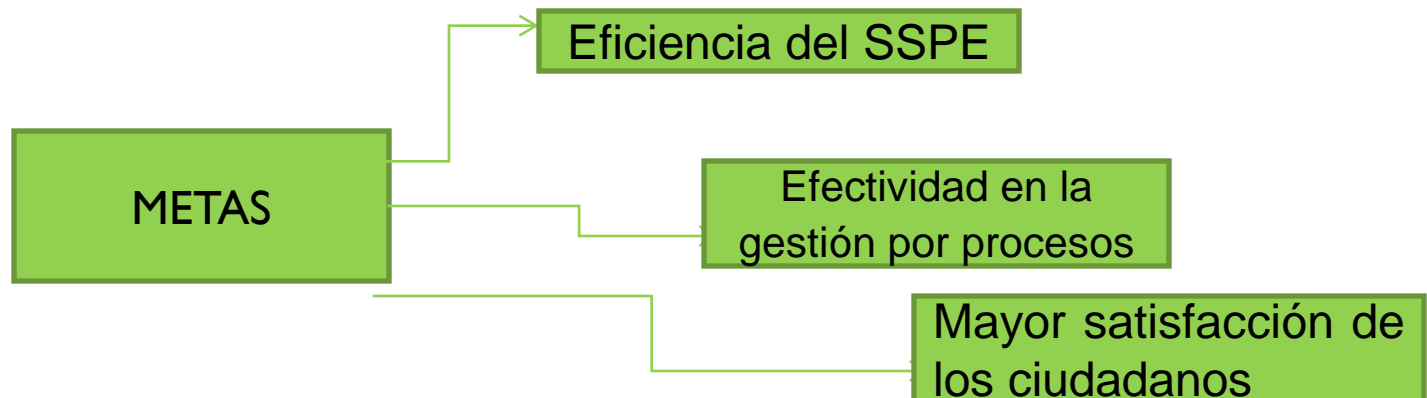 Eficiencia del SSPE
METAS
Efectividad en la
gestión por procesos
Mayor satisfacción de
los ciudadanos